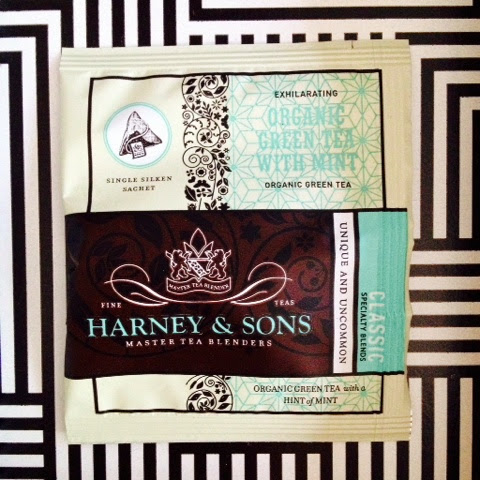 EXHILARATING
ORGANIC
GREEN TEA
WITH MINT
ORGANIC GREEN TEA
SINGLE SILKEN
SACHET
MASTER TEA BLENDER
FINE TEAS
HARNEY & SONS
MASTER TEA BLENDERS
UNIQUE AND UNCOMMON
CLASSIC
SPECIALTY BLENDS
ORGANIC GREEN TEA with a
HINT of MINT